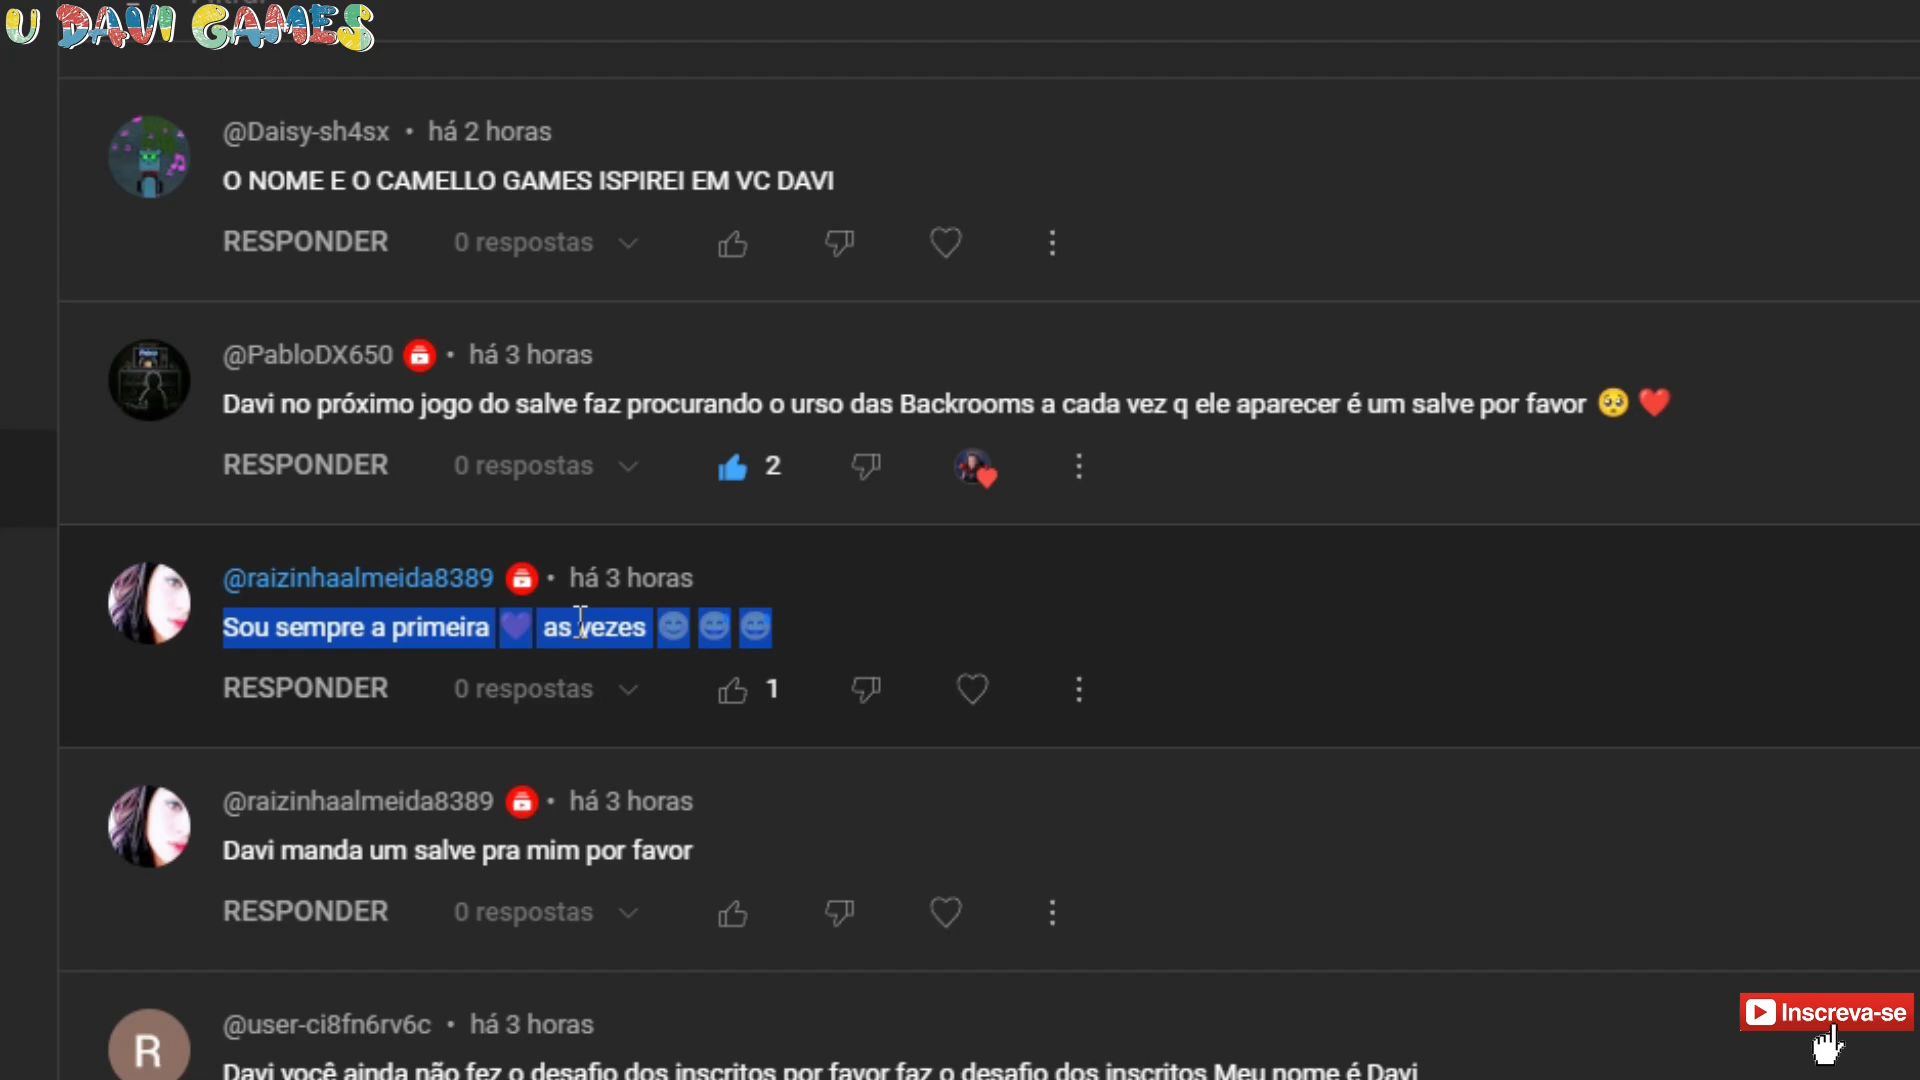 U DAVI GAMES
@Daisy-sh4sx • há 2 horas
O NOME E O CAMELLO GAMES ISPIREI EM VC DAVI
RESPONDER 0 respostas
@PabloDX650 • há 3 horas
Davi no próximo jogo do salve faz procurando o urso das Backrooms a cada vez q ele aparecer é um salve por favor 🥺 ❤️
RESPONDER 0 respostas 2
@raizinhaalmeida8389 • há 3 horas
Sou sempre a primeira 💜 as vezes 😊 😅 😅
RESPONDER 0 respostas 1
@raizinhaalmeida8389 • há 3 horas
Davi manda um salve pra mim por favor
RESPONDER 0 respostas
R
@user-ci8fn6rv6c • há 3 horas
Davi você ainda não fez o desafio dos inscritos por favor faz o desafio dos inscritos Meu nome é Davi
Inscreva-se